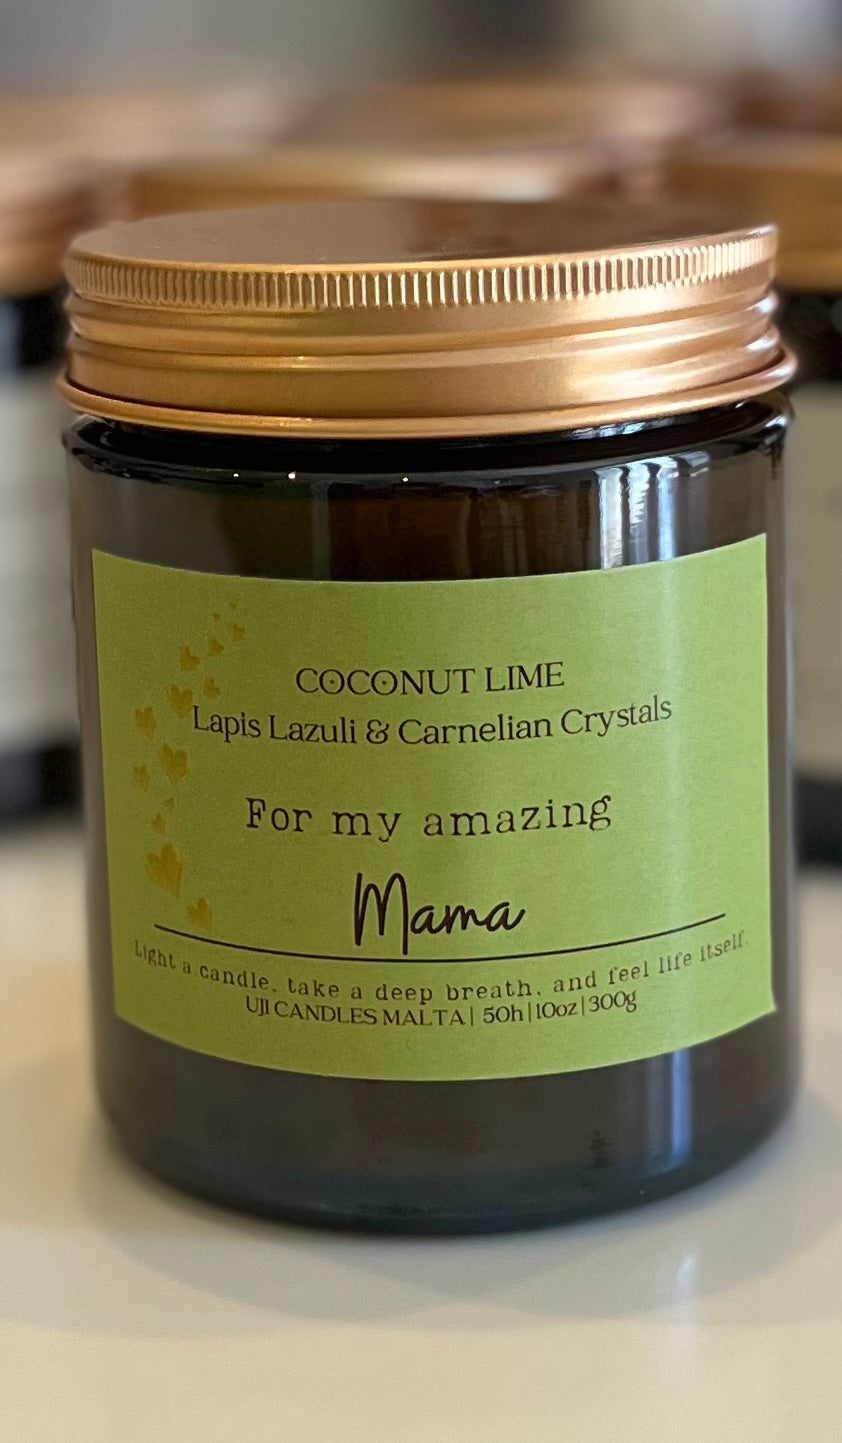 COCONUT LIME
Lapis Lazuli & Carnelian Crystals
For my amazing
Mama
Light a candle, take a deep breath, and feel life itself.
UJI CANDLES MALTA | 50h | 10oz | 300g